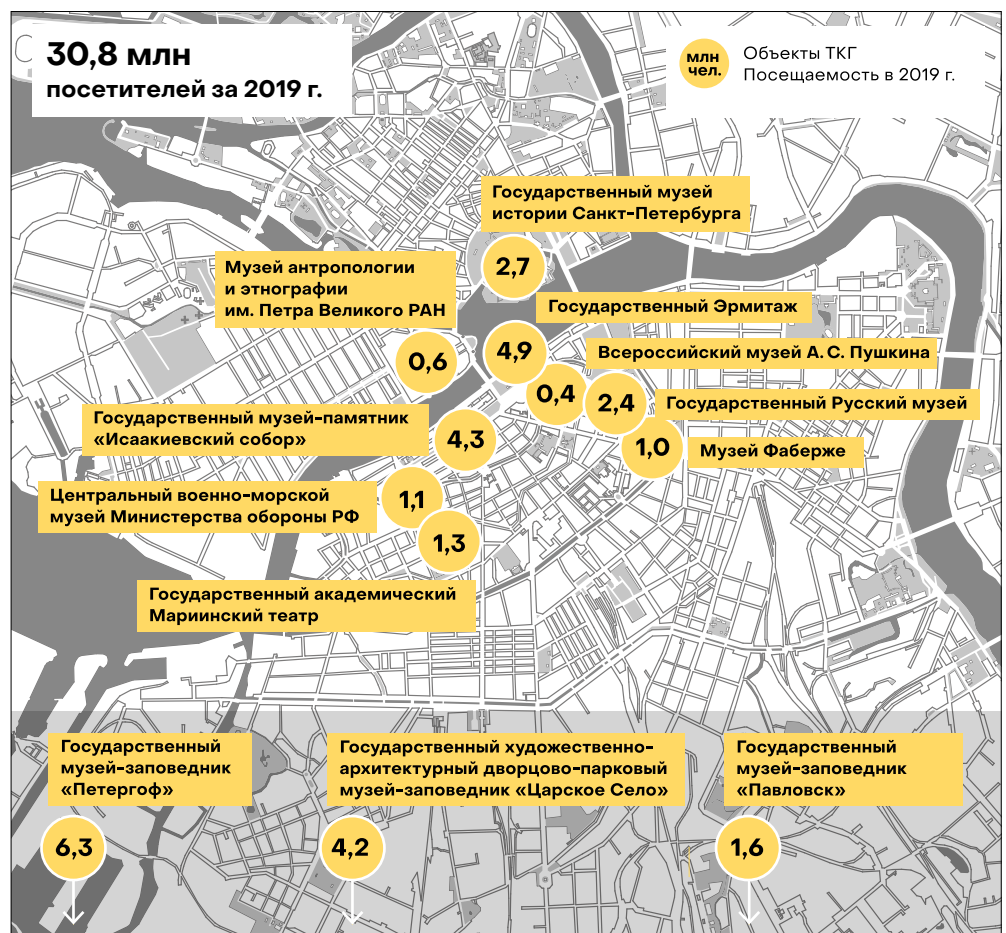 30,8 млн
посетителей за 2019 г.
млн
чел.
Объекты ТКГ
Посещаемость в 2019 г.
Государственный музей
истории Санкт-Петербурга
2,7
Музей антропологии
и этнографии
им. Петра Великого РАН
0,6
Государственный Эрмитаж
4,9
Всероссийский музей А. С. Пушкина
0,4
2,4
Государственный Русский музей
Государственный музей-памятник
«Исаакиевский собор»
4,3
1,0
Музей Фаберже
Центральный военно-морской
музей Министерства обороны РФ
1,1
1,3
Государственный академический
Мариинский театр
Государственный
музей-заповедник
«Петергоф»
6,3
Государственный художественно-
архитектурный дворцово-парковый
музей-заповедник «Царское Село»
4,2
Государственный
музей-заповедник
«Павловск»
1,6